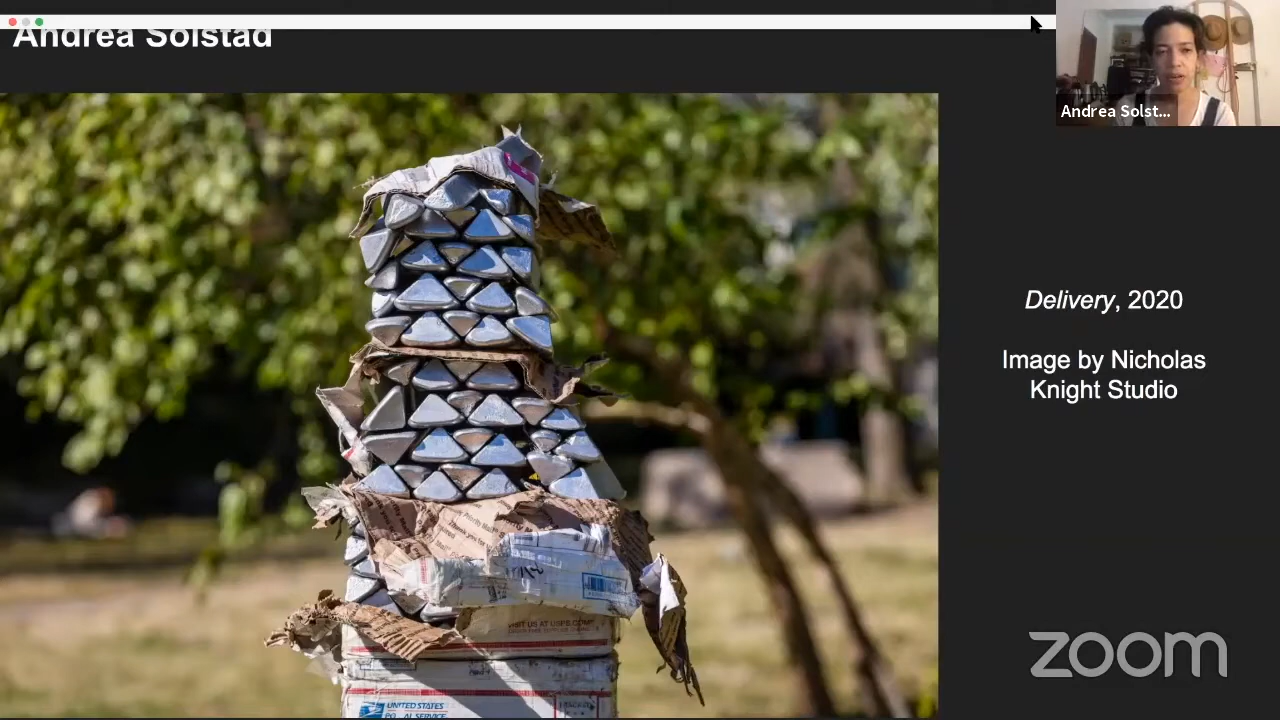 Andrea Solstad
Andrea Solst...
Delivery, 2020
Image by Nicholas
Knight Studio
VISIT US AT USPS.COM
UNITED STATES
zoom